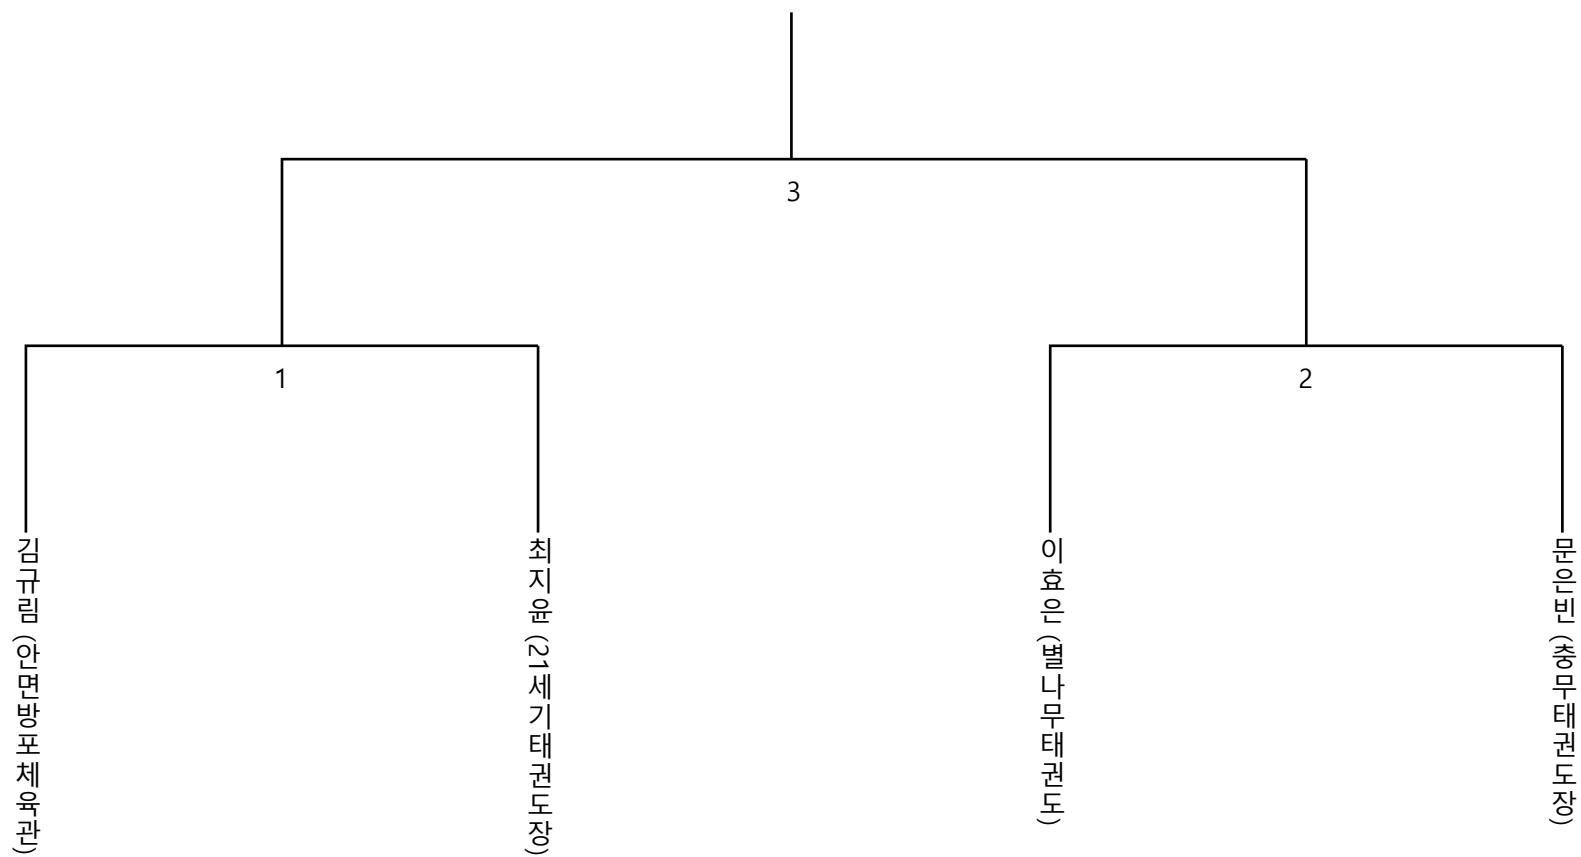 3
1
2
김규림 (안면방포체육관)
최지윤 (21세기태권도장)
이효은 (별나무태권도)
문은빈 (충무태권도장)